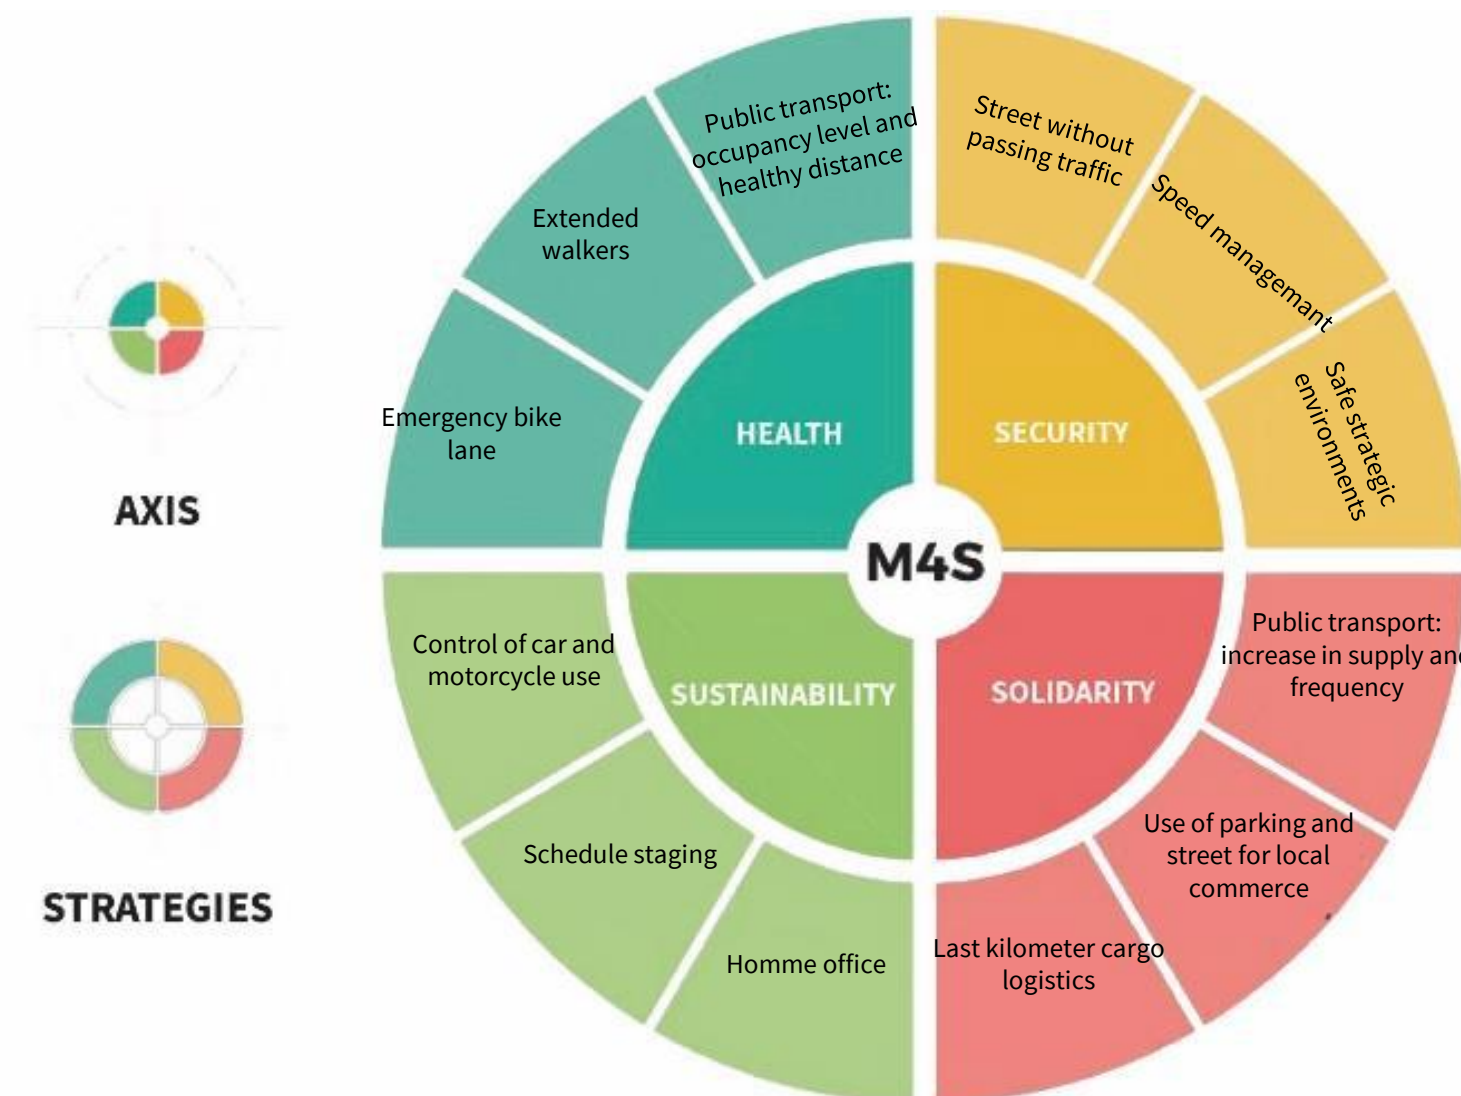 AXIS
STRATEGIES
Public transport:
occupancy level and
healthy distance
Extended
walkers
Emergency bike
lane
HEALTH
Street without
passing traffic
Speed managemant
Safe strategic
environments
SECURITY
M4S
Control of car and
motorcycle use
Schedule staging
Homme office
SUSTAINABILITY
SOLIDARITY
Public transport:
increase in supply and
frequency
Use of parking and
street for local
commerce
Last kilometer cargo
logistics